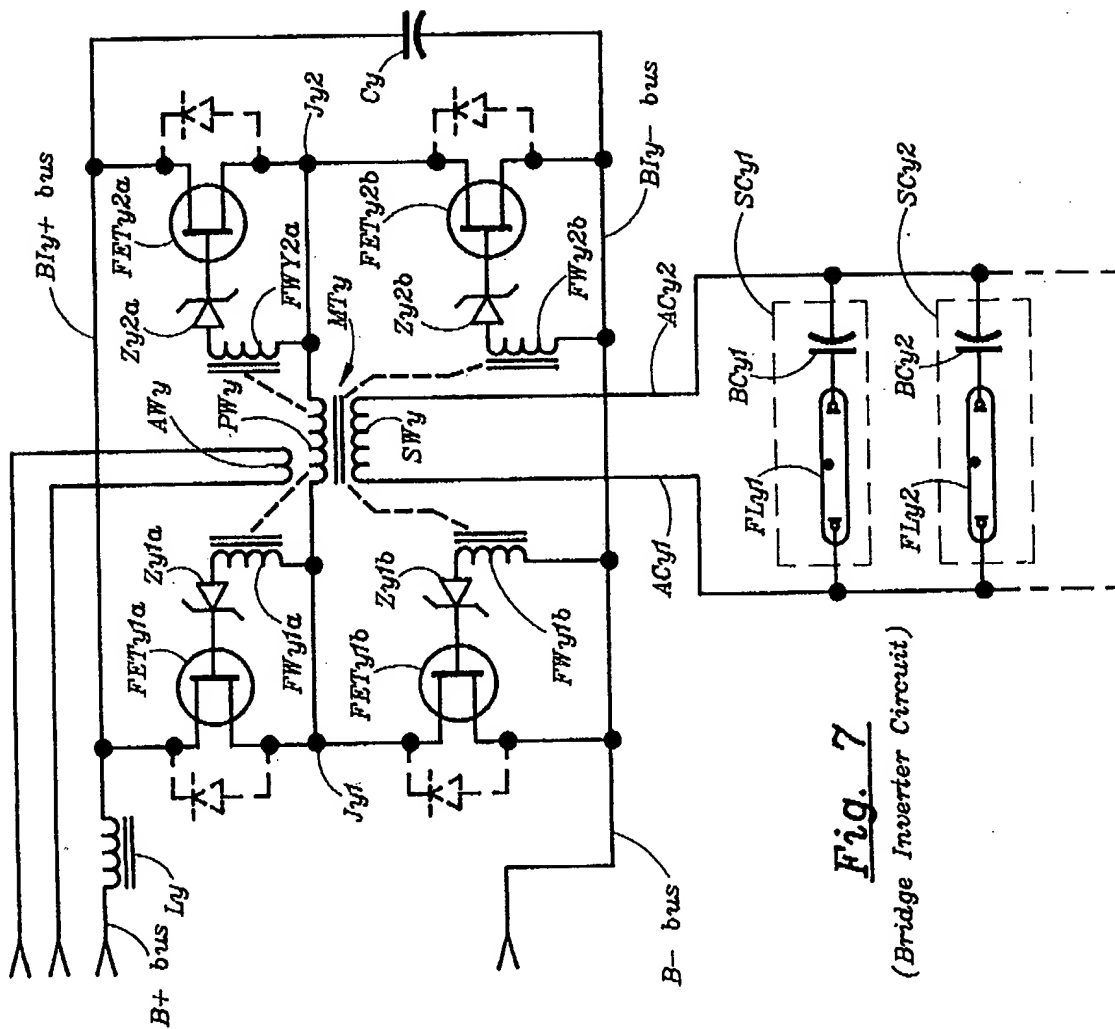 BIy+ bus
FETy2a
Cy
Jy2
Zy2a
FWY2a
AWy
PWy
MTy
FETy1a
Zy1a
FWy1a
Ly
B+ bus
Jy1
SWy
FETy2b
Zy2b
FWy2b
BIy- bus
FETy1b
Zy1b
FWy1b
B- bus
ACy1
ACy2
SCy1
BCy1
FLy1
SCy2
BCy2
FLy2
Fig. 7
(Bridge Inverter Circuit)